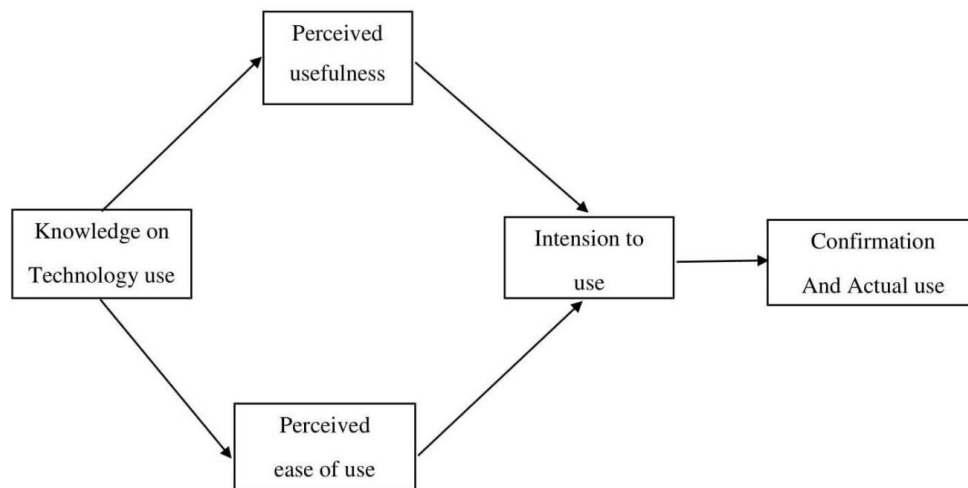 Perceived
usefulness
Knowledge on
Technology use
Intension to
use
Confirmation
And Actual use
Perceived
ease of use